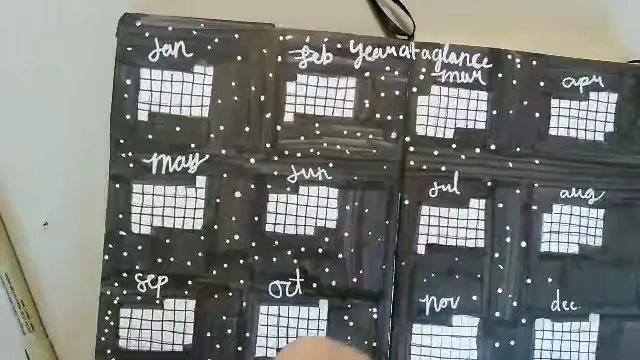 Year at a glance
Jan feb mar apr
may Jun Jul aug
sep Oct nov dec